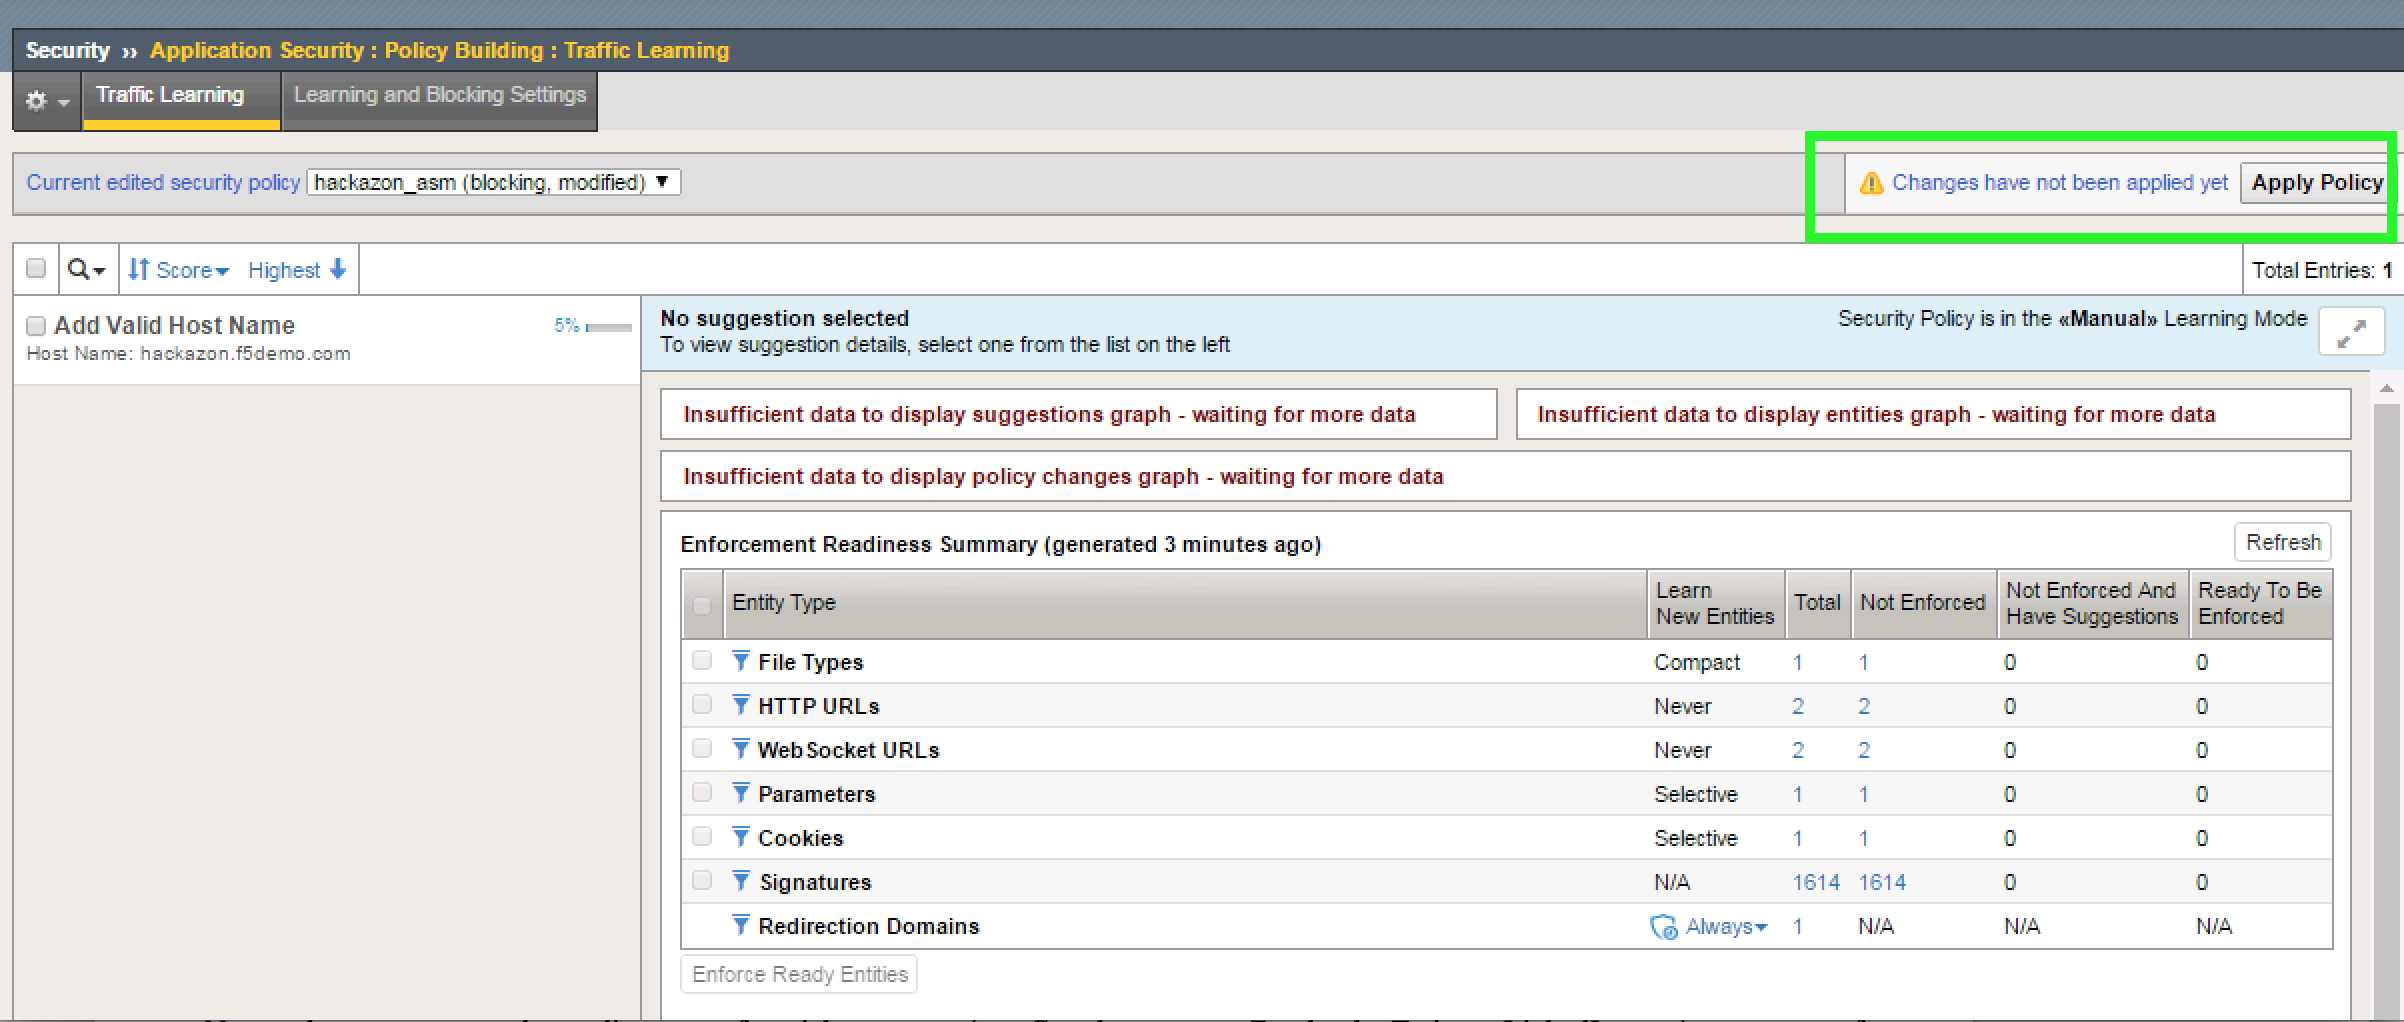 Security ›› Application Security : Policy Building : Traffic Learning
Traffic Learning Learning and Blocking Settings
Current edited security policy hackazon_asm (blocking, modified) Changes have not been applied yet Apply Policy
Score Highest Total Entries: 1
Add Valid Host Name 5%
Host Name: hackazon.f5demo.com
No suggestion selected Security Policy is in the «Manual» Learning Mode
To view suggestion details, select one from the list on the left
Insufficient data to display suggestions graph - waiting for more data Insufficient data to display entities graph - waiting for more data
Insufficient data to display policy changes graph - waiting for more data
Enforcement Readiness Summary (generated 3 minutes ago) Refresh
Entity Type Learn New Entities Total Not Enforced Not Enforced And Have Suggestions Ready To Be Enforced
File Types Compact 1 1 0 0
HTTP URLs Never 2 2 0 0
WebSocket URLs Never 2 2 0 0
Parameters Selective 1 1 0 0
Cookies Selective 1 1 0 0
Signatures N/A 1614 1614 0 0
Redirection Domains Always 1 N/A N/A N/A
Enforce Ready Entities